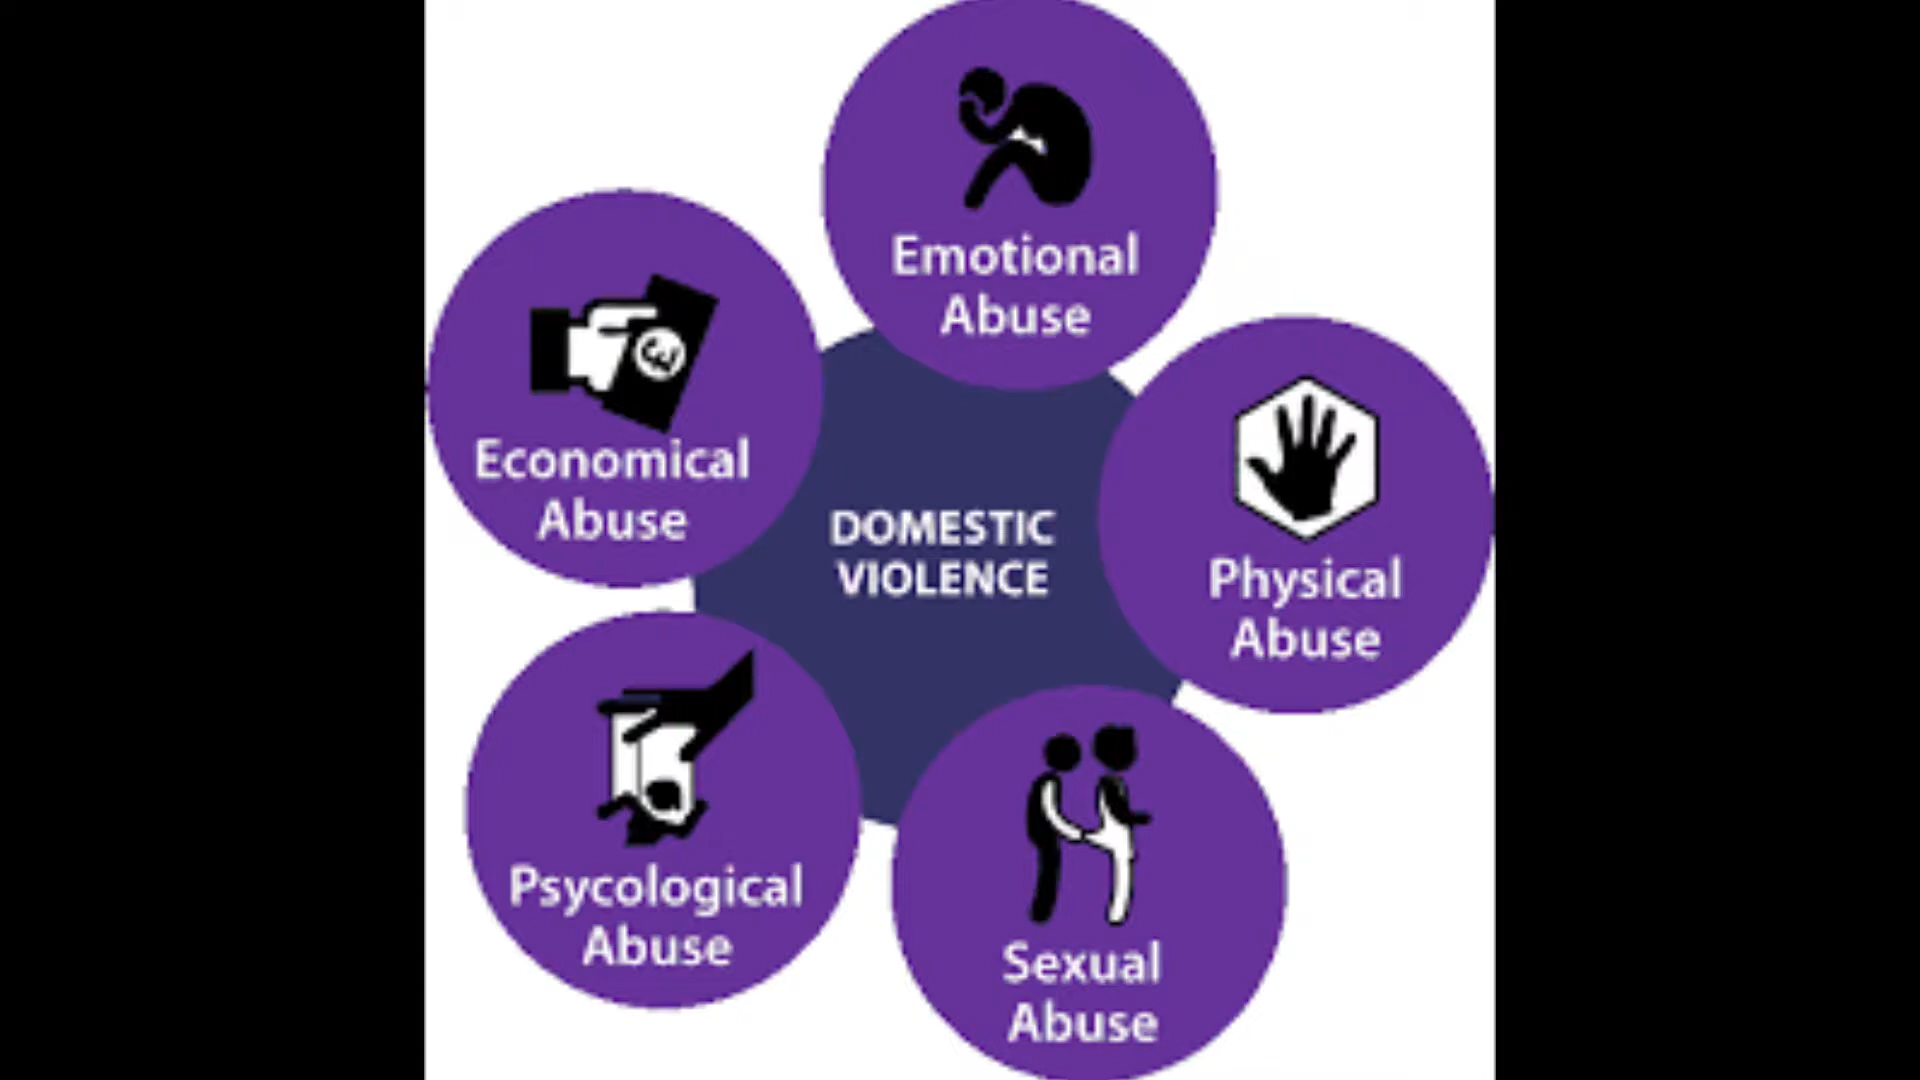 Emotional
Abuse
Economical
Abuse
DOMESTIC
VIOLENCE
Physical
Abuse
Psycological
Abuse
Sexual
Abuse